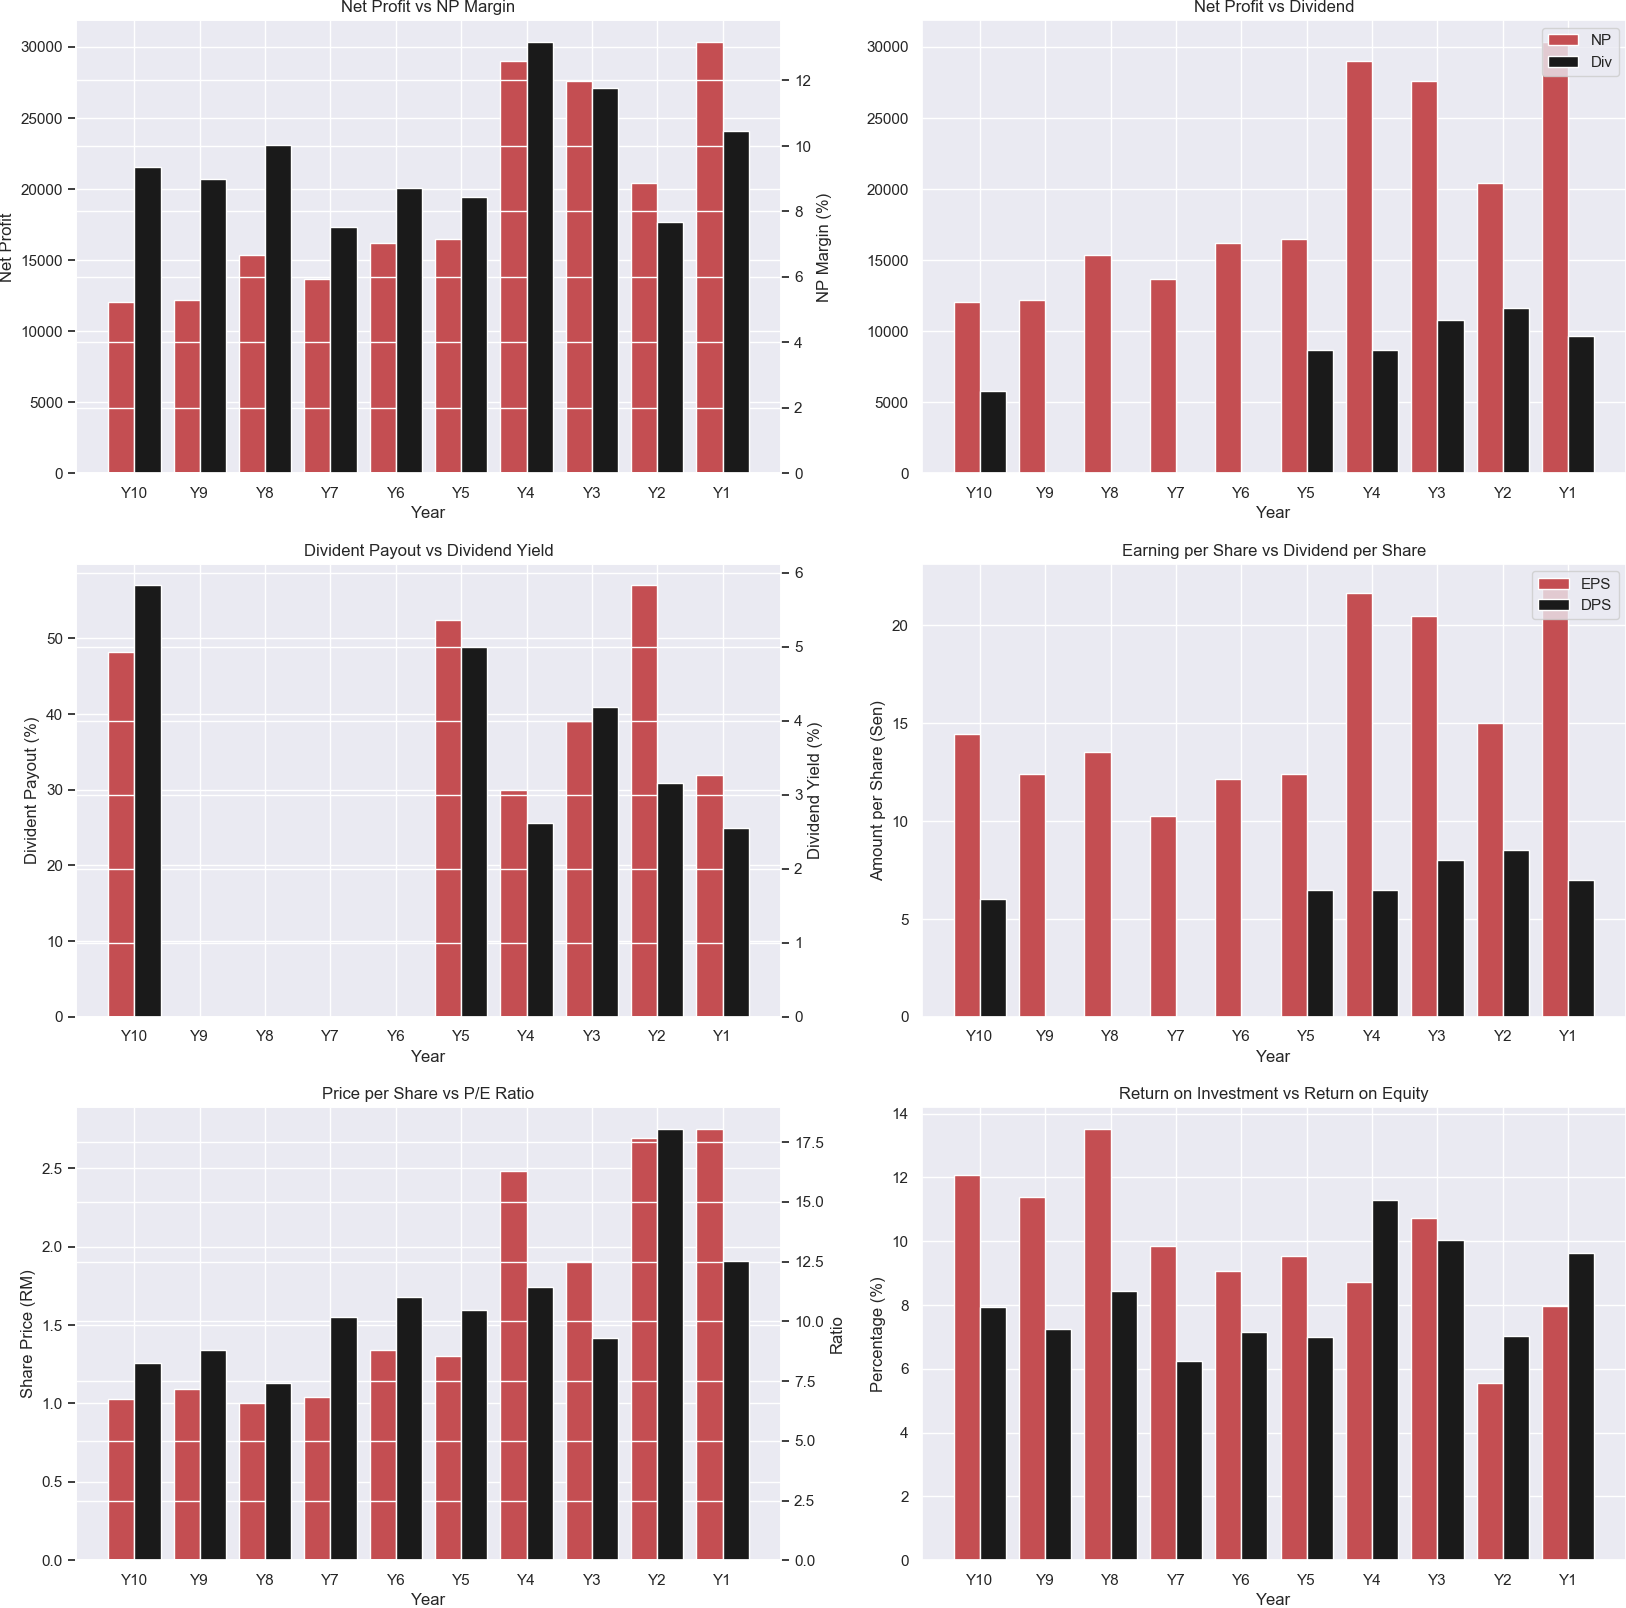 Net Profit vs NP Margin
30000
25000
20000
15000
10000
5000
0
Net Profit
12
10
8
6
4
2
0
NP Margin (%)
Y10 Y9 Y8 Y7 Y6 Y5 Y4 Y3 Y2 Y1
Year
Net Profit vs Dividend
NP
Div
30000
25000
20000
15000
10000
5000
0
Y10 Y9 Y8 Y7 Y6 Y5 Y4 Y3 Y2 Y1
Year
Divident Payout vs Dividend Yield
50
40
30
20
10
0
Divident Payout (%)
6
5
4
3
2
1
0
Dividend Yield (%)
Y10 Y9 Y8 Y7 Y6 Y5 Y4 Y3 Y2 Y1
Year
Earning per Share vs Dividend per Share
EPS
DPS
20
15
10
5
0
Amount per Share (Sen)
Y10 Y9 Y8 Y7 Y6 Y5 Y4 Y3 Y2 Y1
Year
Price per Share vs P/E Ratio
2.5
2.0
1.5
1.0
0.5
0.0
Share Price (RM)
17.5
15.0
12.5
10.0
7.5
5.0
2.5
0.0
Ratio
Y10 Y9 Y8 Y7 Y6 Y5 Y4 Y3 Y2 Y1
Year
Return on Investment vs Return on Equity
14
12
10
8
6
4
2
0
Percentage (%)
Y10 Y9 Y8 Y7 Y6 Y5 Y4 Y3 Y2 Y1
Year